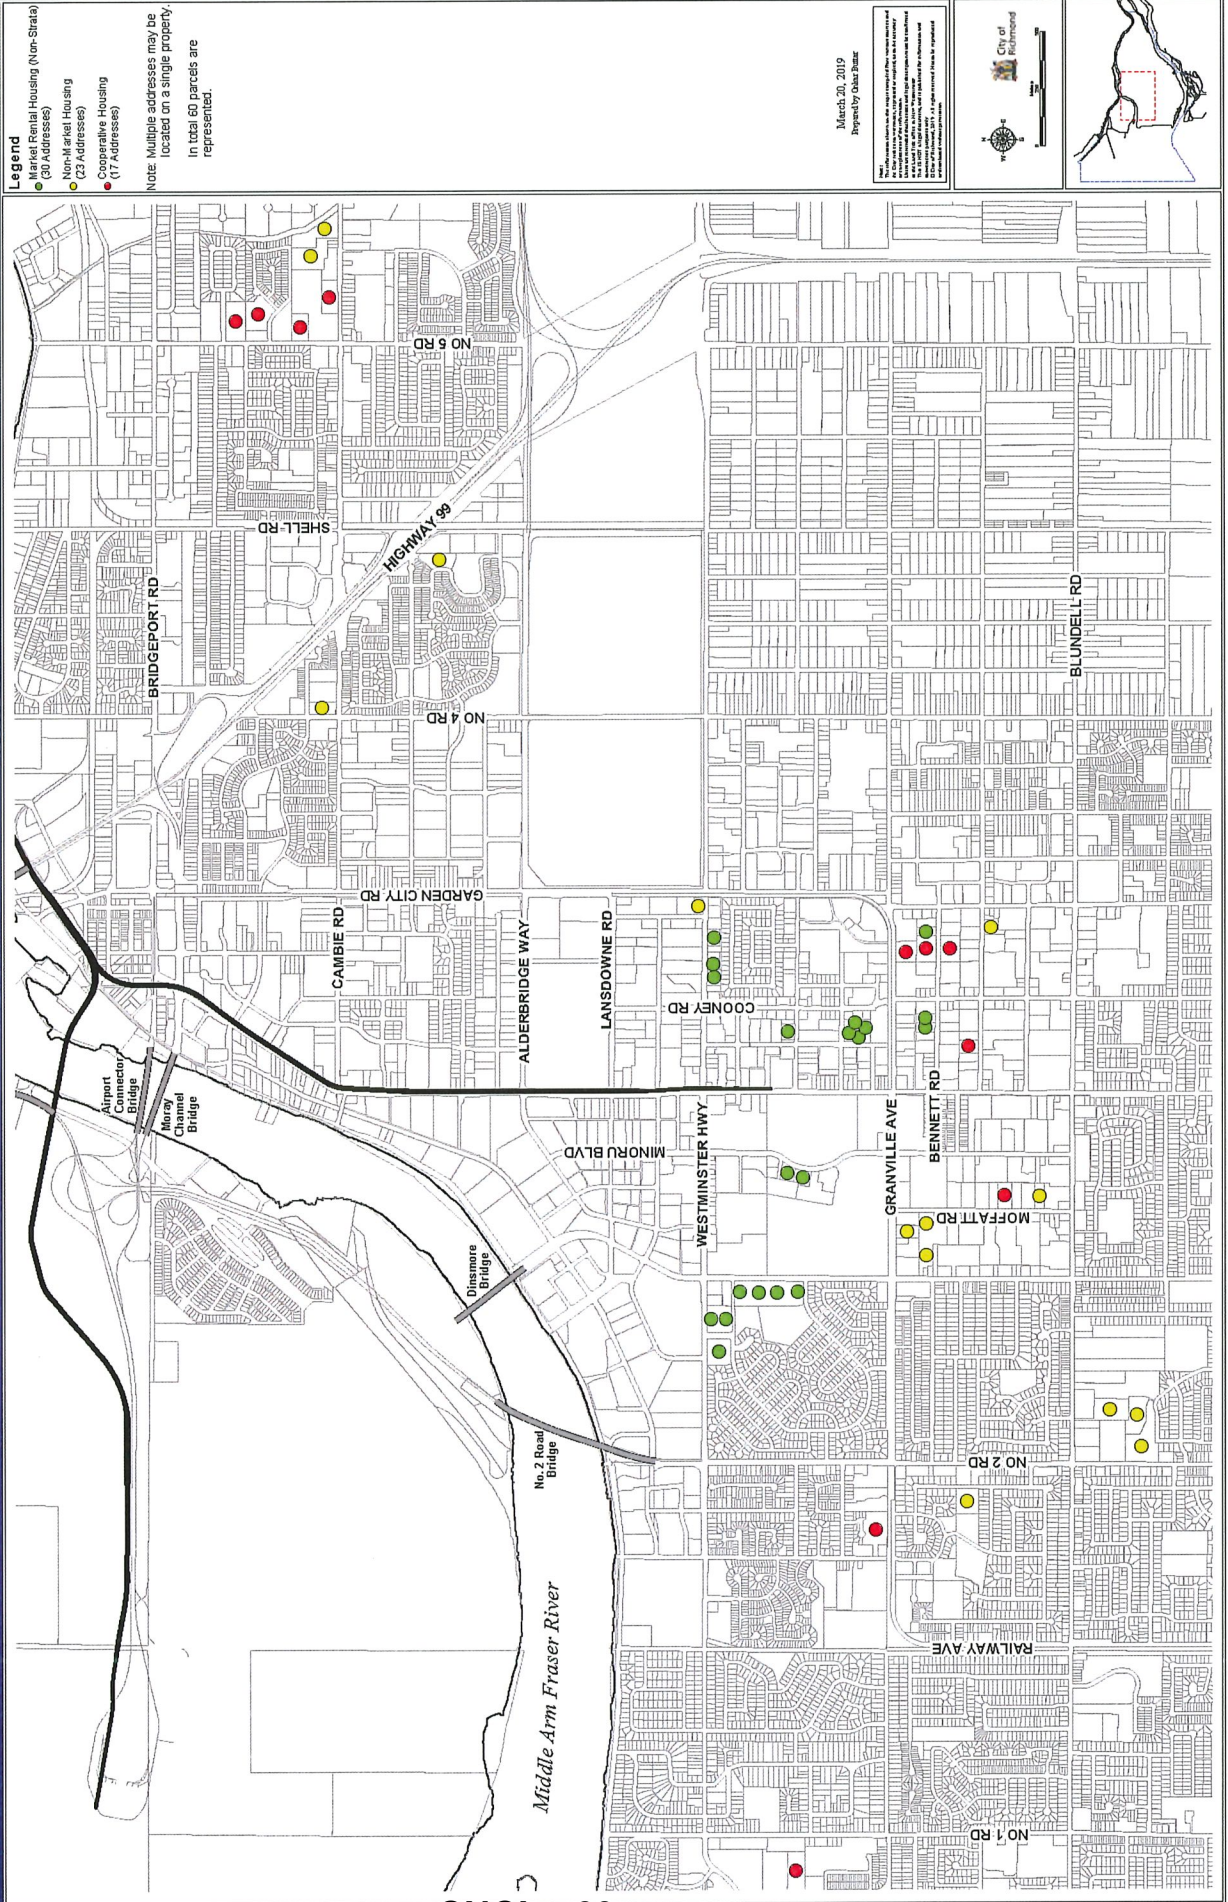 Legend
Market Rental Housing (Non-Strata)
(30 Addresses)
Non-Market Housing
(23 Addresses)
Cooperative Housing
(17 Addresses)
Note: Multiple addresses may be
located on a single property.
In total 60 parcels are
represented.
March 20, 2019
City of
Richmond
BRIDGEPORT RD
NO 5 RD
SHELL RD
HIGHWAY 99
NO 4 RD
BLUNDELL RD
GARDEN CITY RD
CAMBIE RD
ALDERBRIDGE WAY
LANSDOWNE RD
COONEY RD
Airport
Connector
Bridge
Moray
Channel
Bridge
MINORU BLVD
WESTMINSTER HWY
GRANVILLE AVE
BENNETT RD
MOFFATT RD
Dinsmore
Bridge
No. 2 Road
Bridge
NO 2 RD
Middle Arm Fraser River
RAILWAY AVE
NO 1 RD